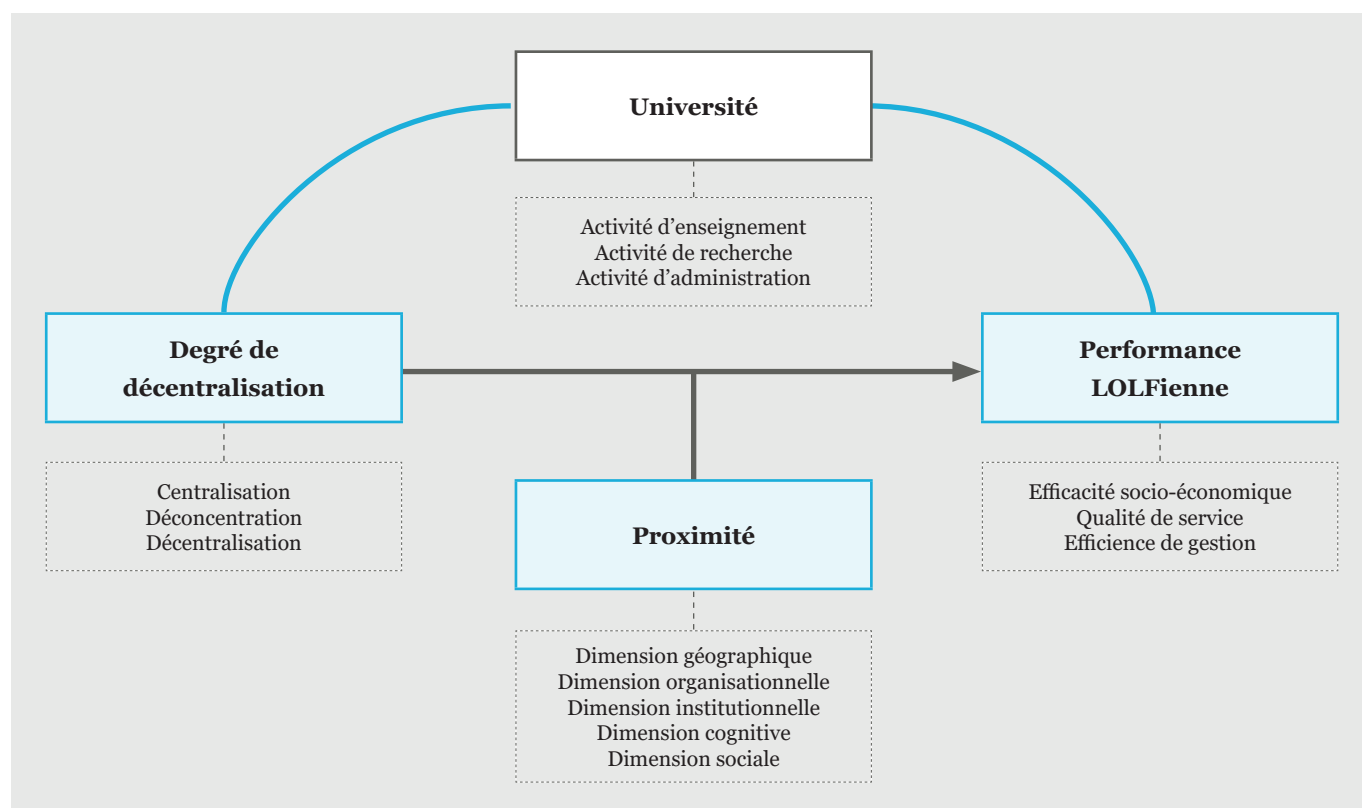 Université
Activité d’enseignement
Activité de recherche
Activité d’administration
Degré de
décentralisation
Centralisation
Déconcentration
Décentralisation
Performance
LOLFienne
Efficacité socio-économique
Qualité de service
Efficience de gestion
Proximité
Dimension géographique
Dimension organisationnelle
Dimension institutionnelle
Dimension cognitive
Dimension sociale